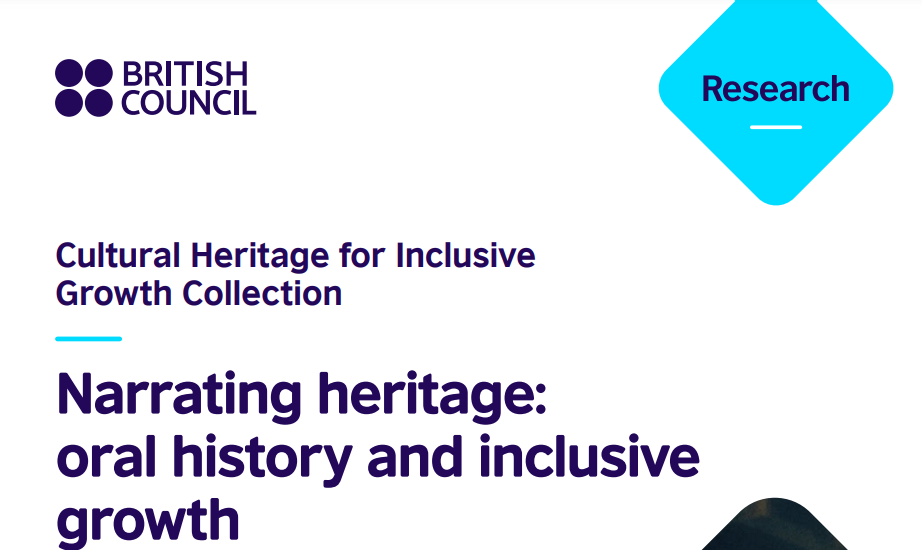 BRITISH
COUNCIL
Research
Cultural Heritage for Inclusive
Growth Collection
Narrating heritage:
oral history and inclusive
growth